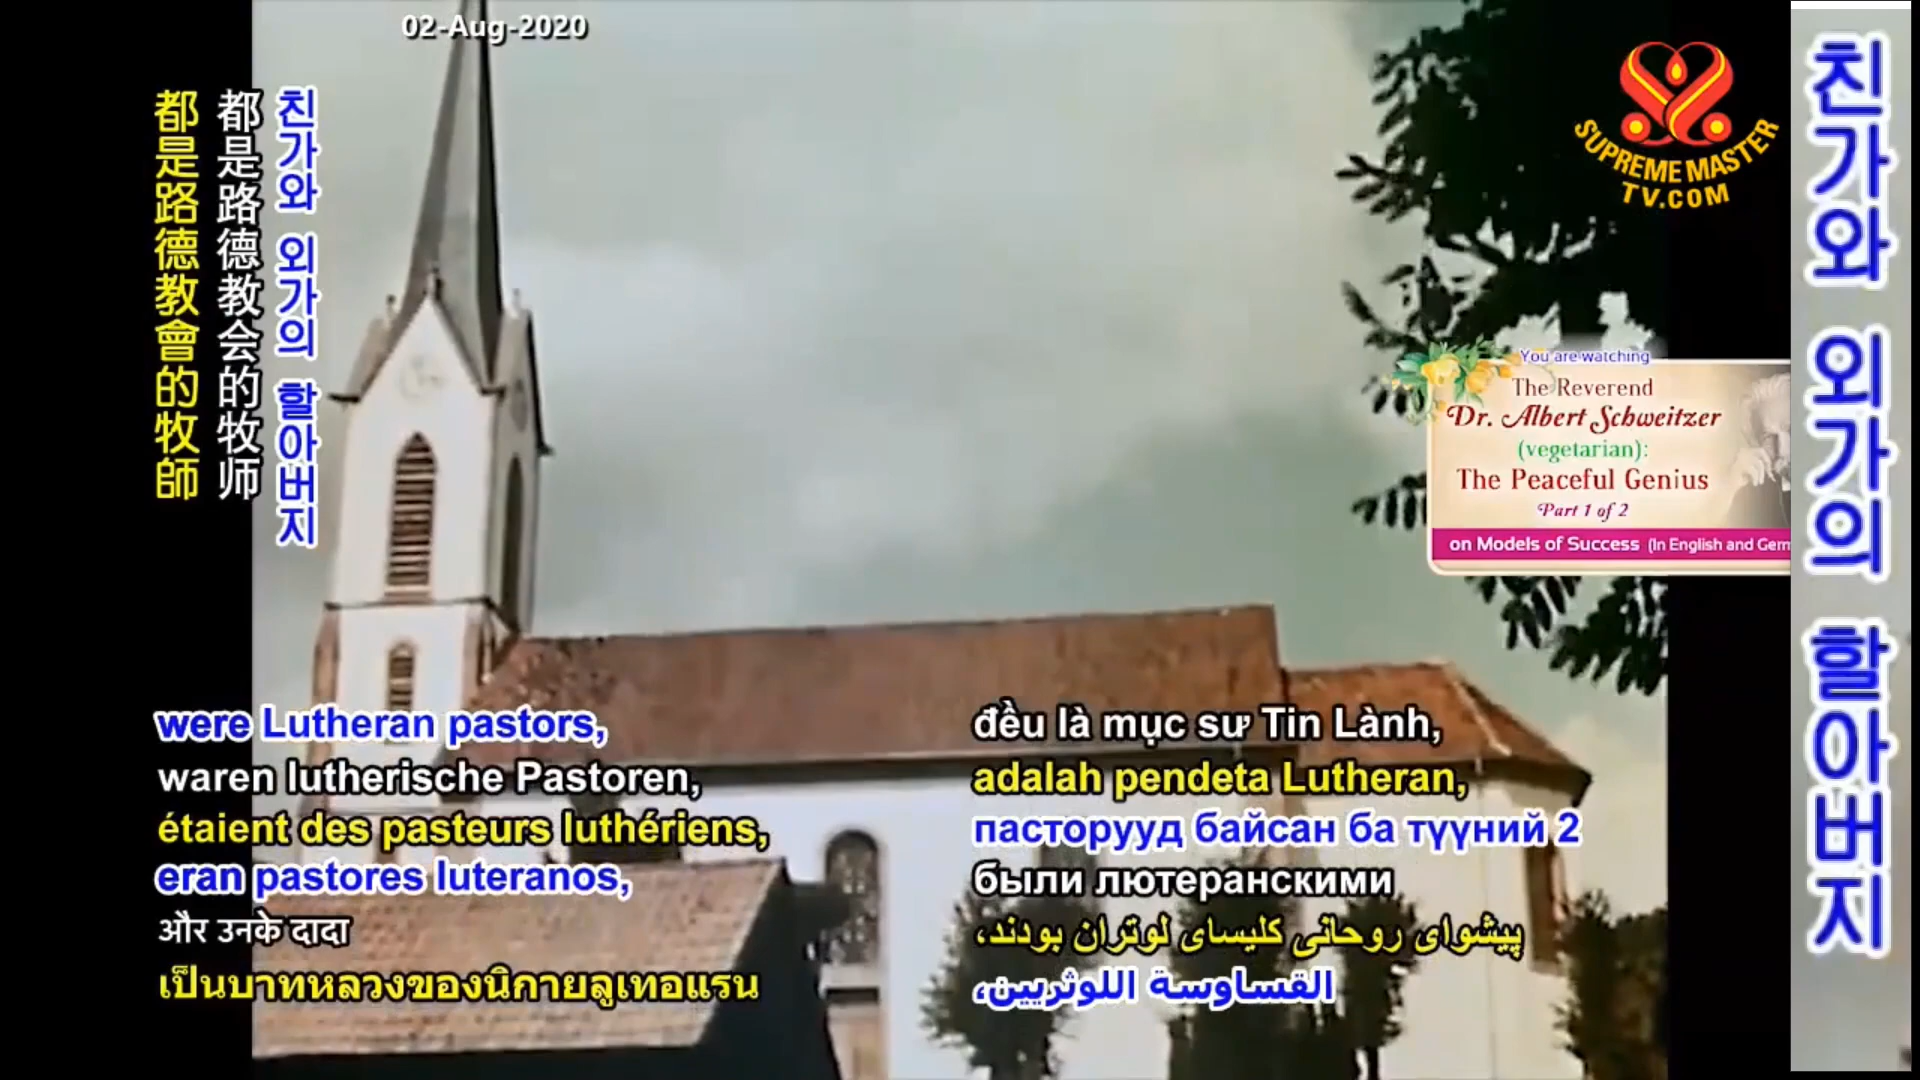 02-Aug-2020
친가와 외가의 할아버지
都是路德教会的牧师
都是路德教會的牧師
SUPREME MASTER
TV.COM
You are watching
The Reverend
Dr. Albert Schweitzer
(vegetarian):
The Peaceful Genius
Part 1 of 2
on Models of Success (In English and
친가와 외가의 할아버지
were Lutheran pastors,
waren lutherische Pastoren,
étaient des pasteurs luthériens,
eran pastores luteranos,
और उनके दादा
เป็นบาทหลวงของนิกายลูเทอแรน
đều là mục sư Tin Lành,
adalah pendeta Lutheran,
пасторууд байсан ба түүний 2
были лютеранскими
پیشوای روحانی کلیسای لوتران بودند،
القساوسة اللوثريين،